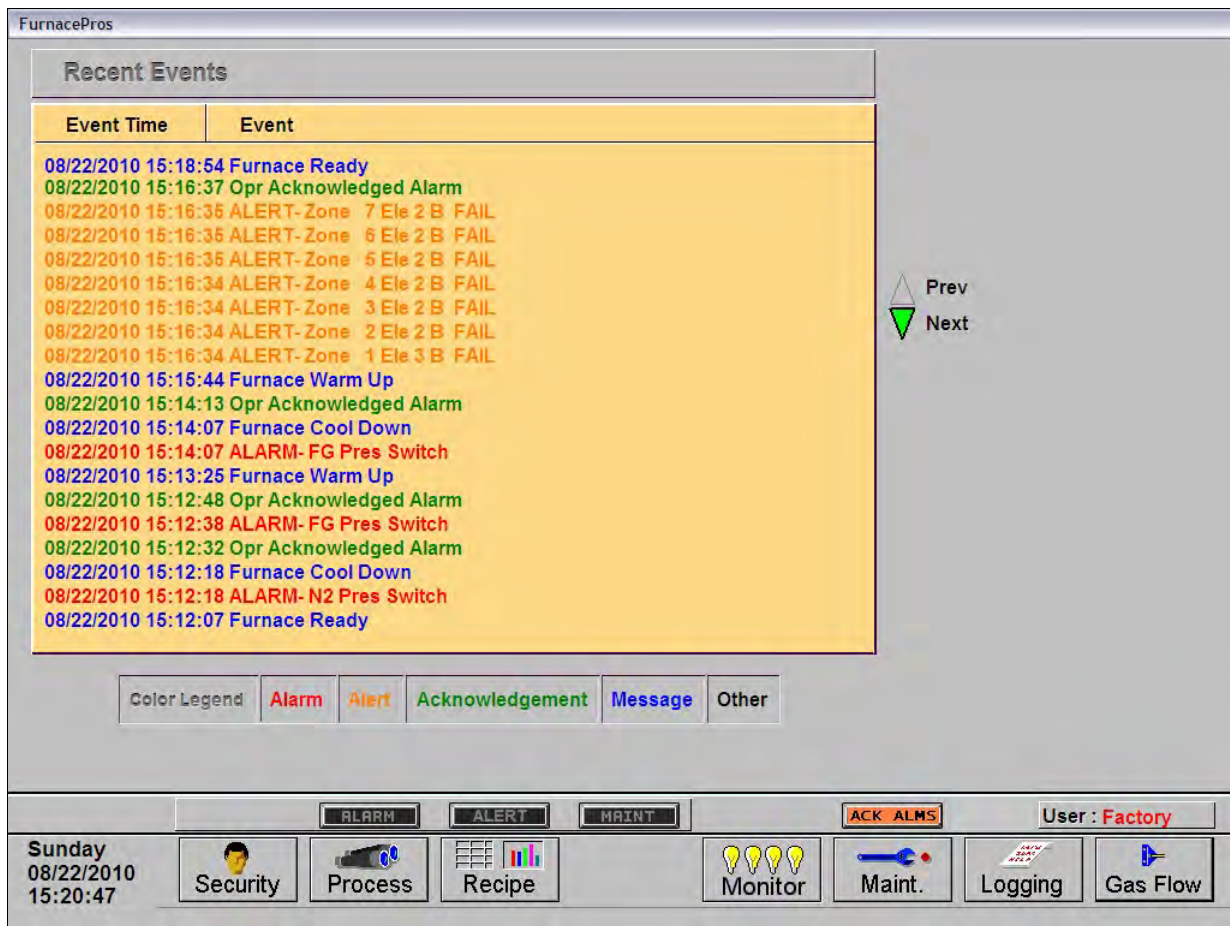 FurnacePros
Recent Events
Event Time Event
08/22/2010 15:18:54 Furnace Ready
08/22/2010 15:16:37 Opr Acknowledged Alarm
08/22/2010 15:16:35 ALERT- Zone 7 Ele 2 B FAIL
08/22/2010 15:16:35 ALERT- Zone 6 Ele 2 B FAIL
08/22/2010 15:16:35 ALERT- Zone 5 Ele 2 B FAIL
08/22/2010 15:16:34 ALERT- Zone 4 Ele 2 B FAIL
08/22/2010 15:16:34 ALERT- Zone 3 Ele 2 B FAIL
08/22/2010 15:16:34 ALERT- Zone 2 Ele 2 B FAIL
08/22/2010 15:16:34 ALERT- Zone 1 Ele 3 B FAIL
08/22/2010 15:15:44 Furnace Warm Up
08/22/2010 15:14:13 Opr Acknowledged Alarm
08/22/2010 15:14:07 Furnace Cool Down
08/22/2010 15:14:07 ALARM- FG Pres Switch
08/22/2010 15:13:25 Furnace Warm Up
08/22/2010 15:12:48 Opr Acknowledged Alarm
08/22/2010 15:12:38 ALARM- FG Pres Switch
08/22/2010 15:12:32 Opr Acknowledged Alarm
08/22/2010 15:12:18 Furnace Cool Down
08/22/2010 15:12:18 ALARM- N2 Pres Switch
08/22/2010 15:12:07 Furnace Ready
Prev
Next
Color Legend Alarm Alert Acknowledgement Message Other
ALARM ALERT MAINT ACK ALMS User : Factory
Sunday
08/22/2010
15:20:47
Security Process Recipe Monitor Maint. Logging Gas Flow